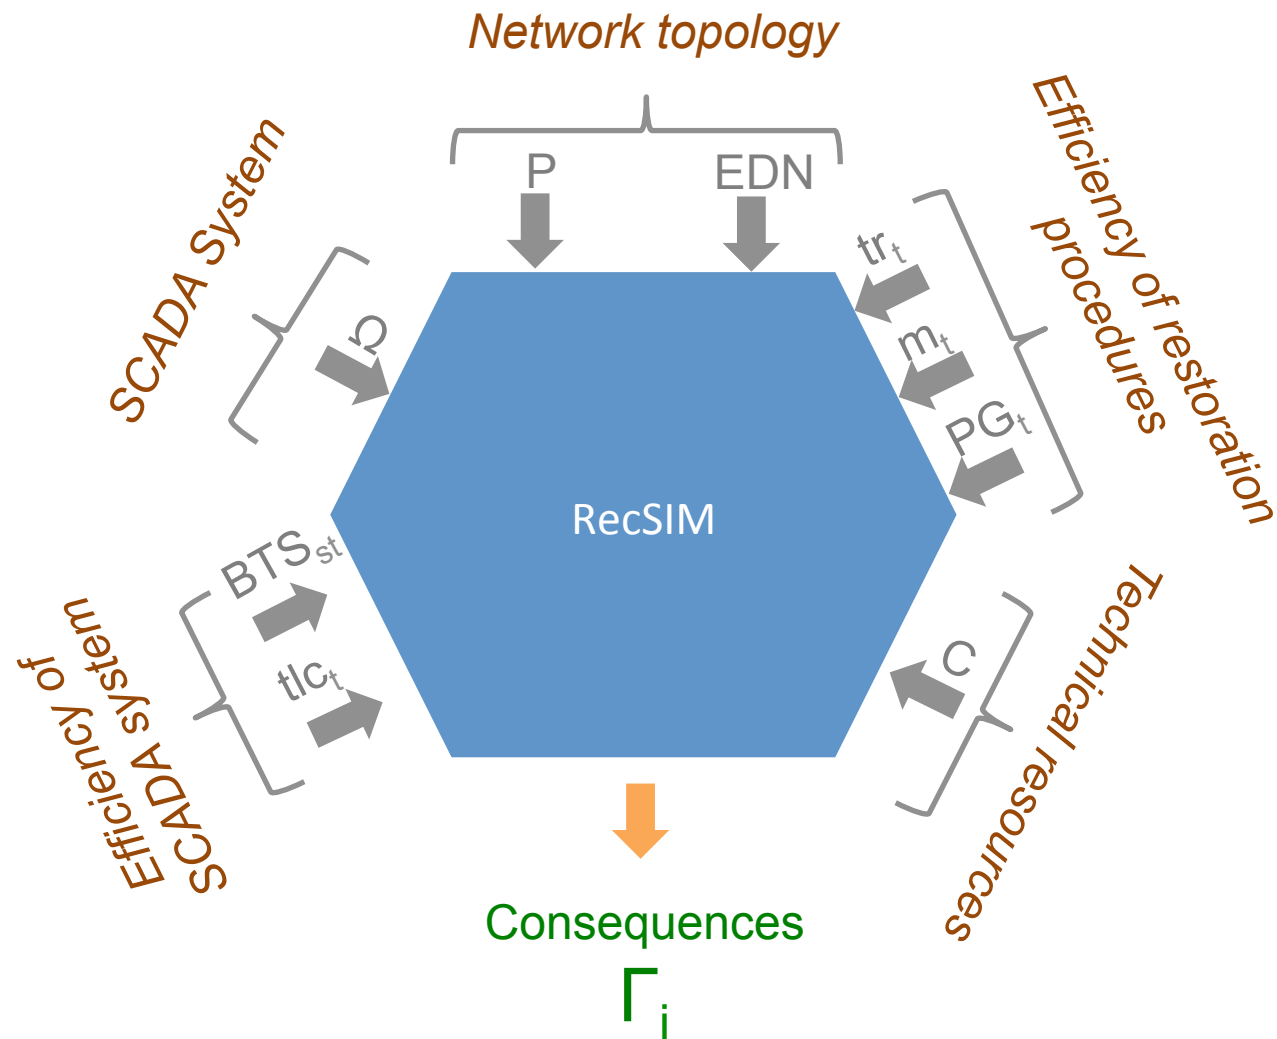 Network topology
P
EDN
SCADA System
Ω
Efficiency of restoration
procedures
tr_t
m_t
PG_t
RecSIM
BTS_st
tlc_t
Efficiency of
SCADA system
C
Technical resources
Consequences
Γ_i